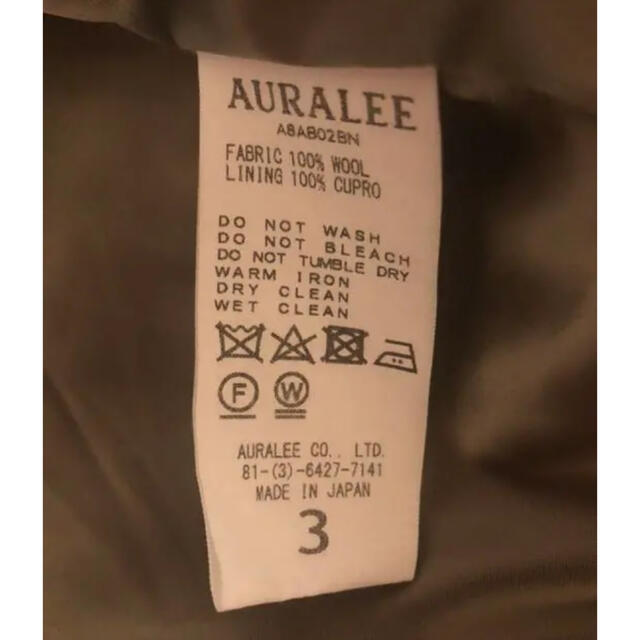 AURALEE
A8AB02BN
FABRIC 100% WOOL
LINING 100% CUPRO
DO NOT WASH
DO NOT BLEACH
DO NOT TUMBLE DRY
WARM IRON
DRY CLEAN
WET CLEAN
F W
AURALEE CO., LTD.
81-(3)-6427-7141
MADE IN JAPAN
3